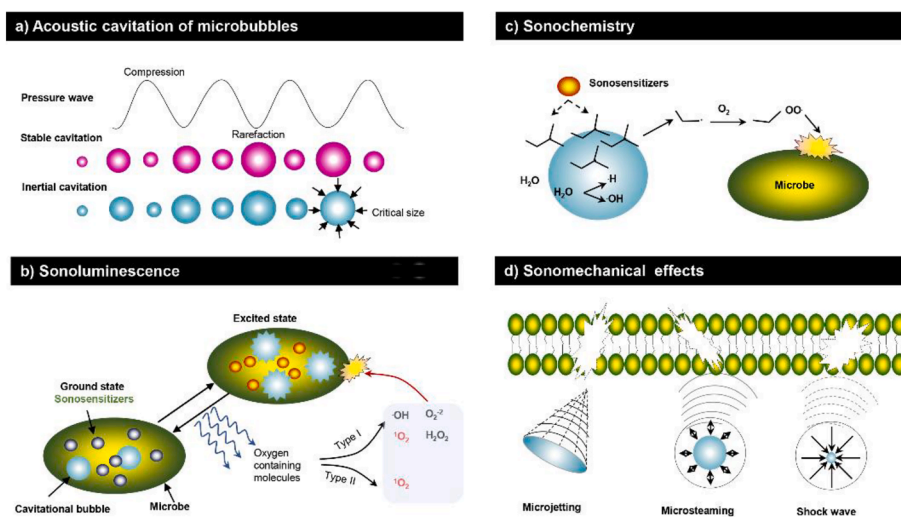 a) Acoustic cavitation of microbubbles
Compression
Pressure wave
Rarefaction
Stable cavitation
Inertial cavitation
Critical size
b) Sonoluminescence
Excited state
Ground state
Sonosensitizers
·OH O₂⁻²
¹O₂ H₂O₂
Type I
Oxygen
containing
molecules
Type II
¹O₂
Cavitational bubble
Microbe
c) Sonochemistry
Sonosensitizers
O₂
OO·
H₂O
H₂O
·H
·OH
Microbe
d) Sonomechanical effects
Microjetting
Microsteaming
Shock wave